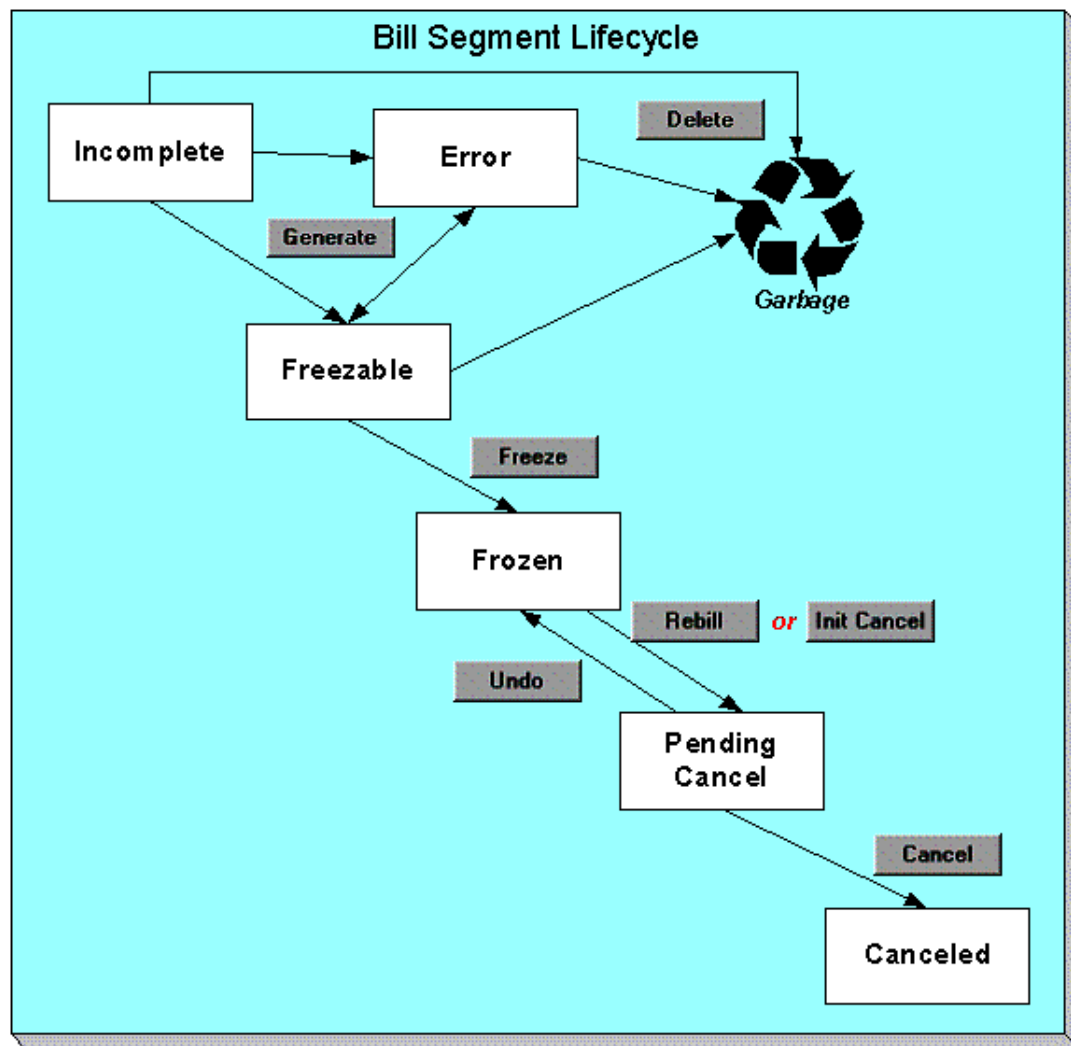 Bill Segment Lifecycle
Incomplete
Error
Delete
Generate
Garbage
Freezable
Freeze
Frozen
Rebill or Init Cancel
Undo
Pending
Cancel
Cancel
Canceled